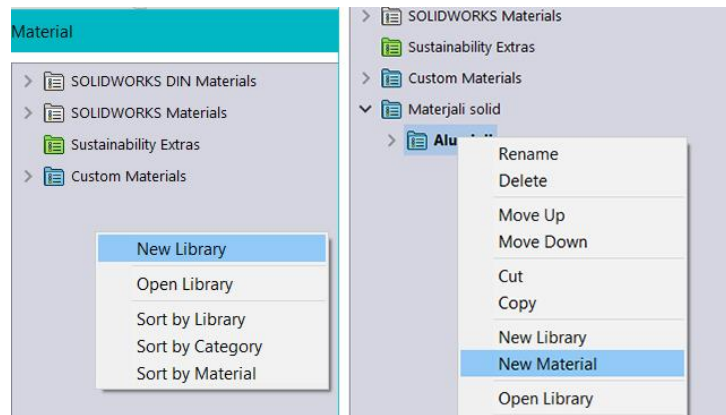 Material
SOLIDWORKS DIN Materials
SOLIDWORKS Materials
Sustainability Extras
Custom Materials
New Library
Open Library
Sort by Library
Sort by Category
Sort by Material
SOLIDWORKS Materials
Sustainability Extras
Custom Materials
Materjali solid
Rename
Delete
Move Up
Move Down
Cut
Copy
New Library
New Material
Open Library